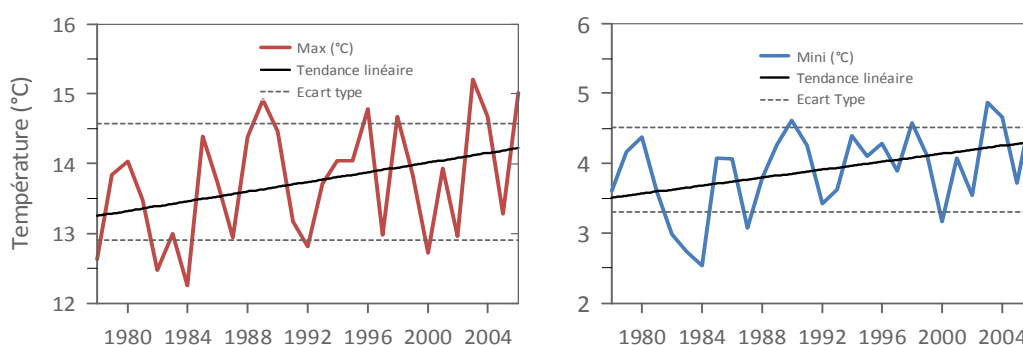 16
15
14
13
12
Température (°C)
Max (°C)
Tendance linéaire
Ecart type
1980 1984 1988 1992 1996 2000 2004
6
5
4
3
2
Mini (°C)
Tendance linéaire
Ecart Type
1980 1984 1988 1992 1996 2000 2004